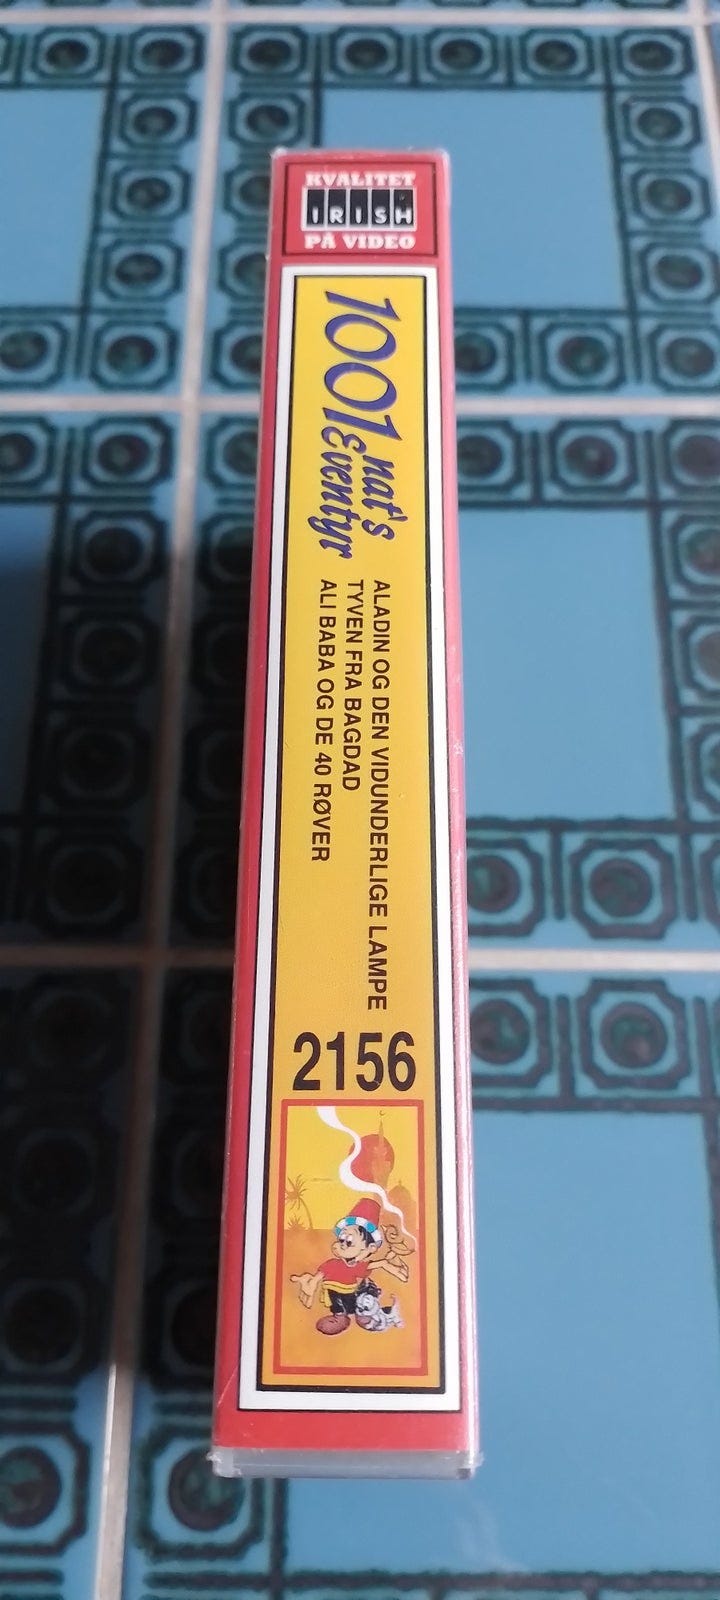 KVALITET
IRISH
PÅ VIDEO
1001 nat's
Eventyr
ALADIN OG DEN VIDUNDERLIGE LAMPE
TYVEN FRA BAGDAD
ALI BABA OG DE 40 RØVER
2156